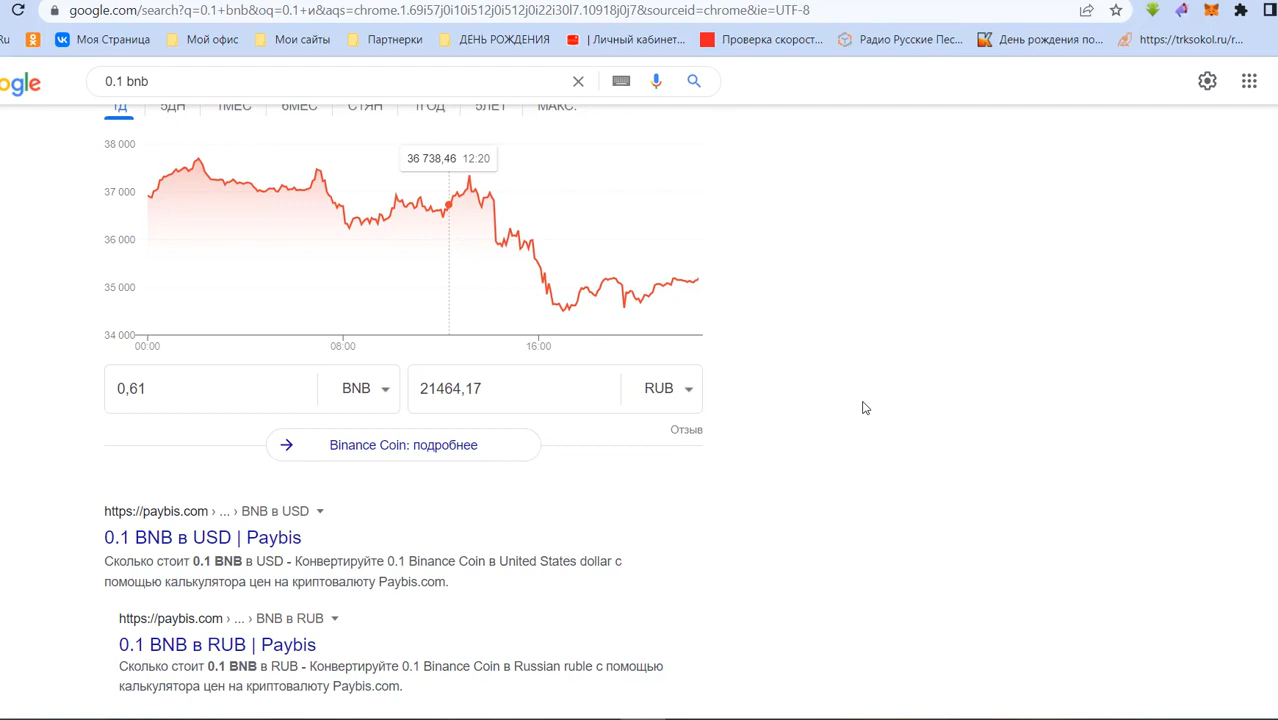 google.com/search?q=0.1+bnb&oq=0.1+и&aqs=chrome.1.69i57j0i10i512j0i512j0i22i30l7.10918j0j7&sourceid=chrome&ie=UTF-8
Ru Моя Страница Мой офис Мои сайты Партнерки ДЕНЬ РОЖДЕНИЯ | Личный кабинет... Проверка скорост... Радио Русские Пес... День рождения по... https://trksokol.ru/r...
ogle 0.1 bnb
1Д 5ДН 1МЕС 6МЕС СТЯН 1ГОД 5ЛЕТ МАКС.
38 000
36 738,46 12:20
37 000
36 000
35 000
34 000
00:00 08:00 16:00
0,61 BNB 21464,17 RUB
Отзыв
Binance Coin: подробнее
https://paybis.com › ... › BNB в USD
0.1 BNB в USD | Paybis
Сколько стоит 0.1 BNB в USD - Конвертируйте 0.1 Binance Coin в United States dollar с
помощью калькулятора цен на криптовалюту Paybis.com.
https://paybis.com › ... › BNB в RUB
0.1 BNB в RUB | Paybis
Сколько стоит 0.1 BNB в RUB - Конвертируйте 0.1 Binance Coin в Russian ruble с помощью
калькулятора цен на криптовалюту Paybis.com.